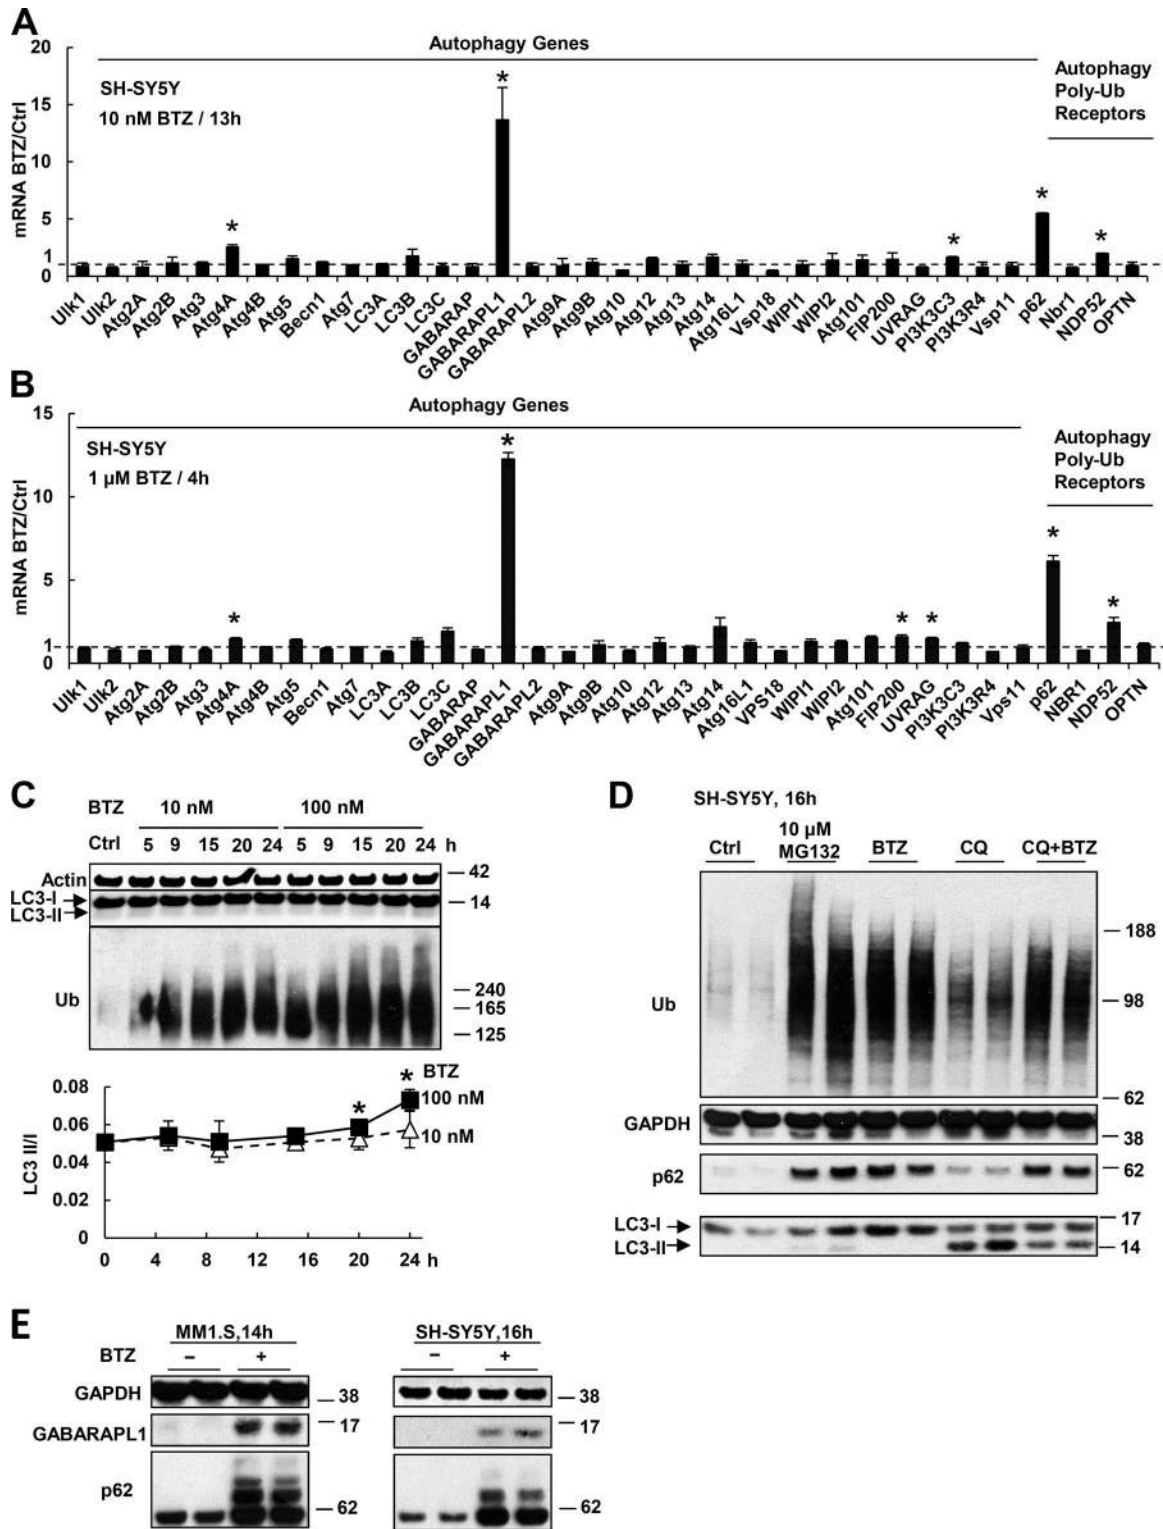 A
Autophagy Genes
SH-SY5Y
10 nM BTZ / 13h
Autophagy
Poly-Ub
Receptors
mRNA BTZ/Ctrl
20
15
10
5
1
0
* * * * *
Ulk1 Ulk2 Atg2A Atg2B Atg3 Atg4A Atg4B Atg5 Becn1 Atg7 LC3A LC3B LC3C GABARAP GABARAPL1 GABARAPL2 Atg9A Atg9B Atg10 Atg12 Atg13 Atg14 Atg16L1 Vsp18 WIPI1 WIPI2 Atg101 FIP200 UVRAG PI3K3C3 PI3K3R4 Vsp11 p62 Nbr1 NDP52 OPTN
B
Autophagy Genes
SH-SY5Y
1 µM BTZ / 4h
Autophagy
Poly-Ub
Receptors
mRNA BTZ/Ctrl
15
10
5
1
0
* * * * * *
Ulk1 Ulk2 Atg2A Atg2B Atg3 Atg4A Atg4B Atg5 Becn1 Atg7 LC3A LC3B LC3C GABARAP GABARAPL1 GABARAPL2 Atg9A Atg9B Atg10 Atg12 Atg13 Atg14 Atg16L1 VPS18 WIPI1 WIPI2 Atg101 FIP200 UVRAG PI3K3C3 PI3K3R4 Vps11 p62 NBR1 NDP52 OPTN
C
BTZ 10 nM 100 nM
Ctrl 5 9 15 20 24 5 9 15 20 24 h
Actin 42
LC3-I 14
LC3-II
Ub
240
165
125
LC3 II/I
0.08
0.06
0.04
0.02
0
* *
BTZ
100 nM
10 nM
0 4 8 12 16 20 24 h
D
SH-SY5Y, 16h
Ctrl 10 µM MG132 BTZ CQ CQ+BTZ
Ub
188
98
62
GAPDH 38
p62 62
LC3-I 17
LC3-II 14
E
MM1.S,14h SH-SY5Y,16h
BTZ – + – +
GAPDH 38 38
GABARAPL1 17 17
p62 62 62